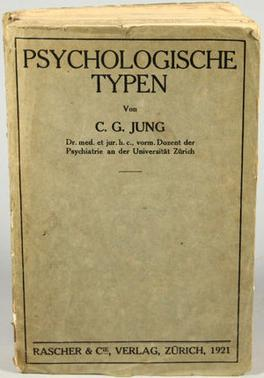 PSYCHOLOGISCHE
TYPEN
Von
C. G. JUNG
Dr. med. et jur. h. c., vorm. Dozent der
Psychiatrie an der Universität Zürich
RASCHER & CIE, VERLAG, ZÜRICH, 1921